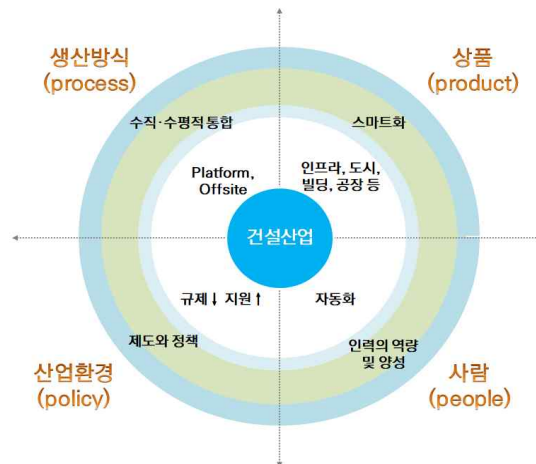 생산방식
(process)
상품
(product)
수직·수평적 통합
스마트화
Platform,
Offsite
인프라, 도시,
빌딩, 공장 등
건설산업
규제↓ 지원↑
자동화
제도와 정책
인력의 역량
및 양성
산업환경
(policy)
사람
(people)